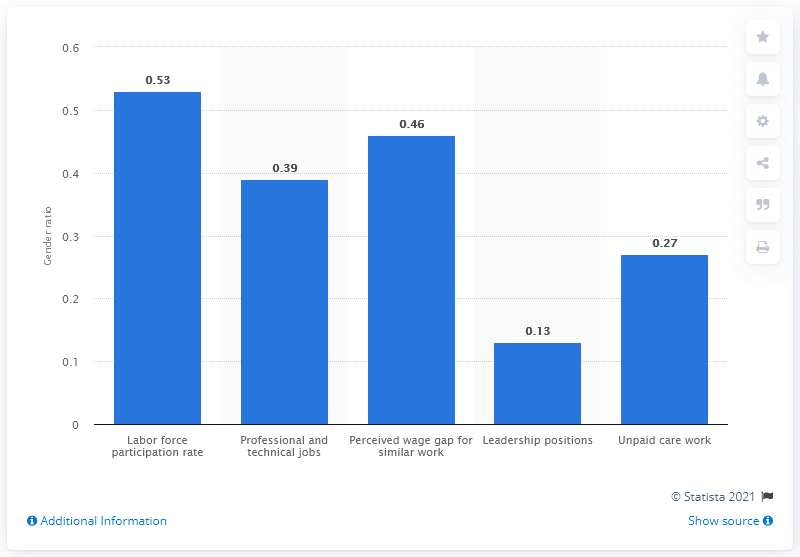 0.6
0.5
0.4
0.3
0.2
0.1
0
Gender ratio
0.53
0.39
0.46
0.13
0.27
Labor force
participation rate
Professional and
technical jobs
Perceived wage gap for
similar work
Leadership positions
Unpaid care work
© Statista 2021
Additional Information
Show source